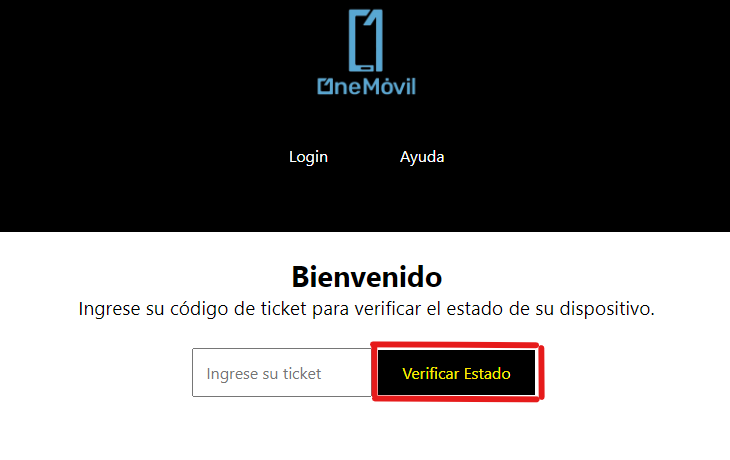 OneMóvil
Login Ayuda
Bienvenido
Ingrese su código de ticket para verificar el estado de su dispositivo.
Ingrese su ticket Verificar Estado